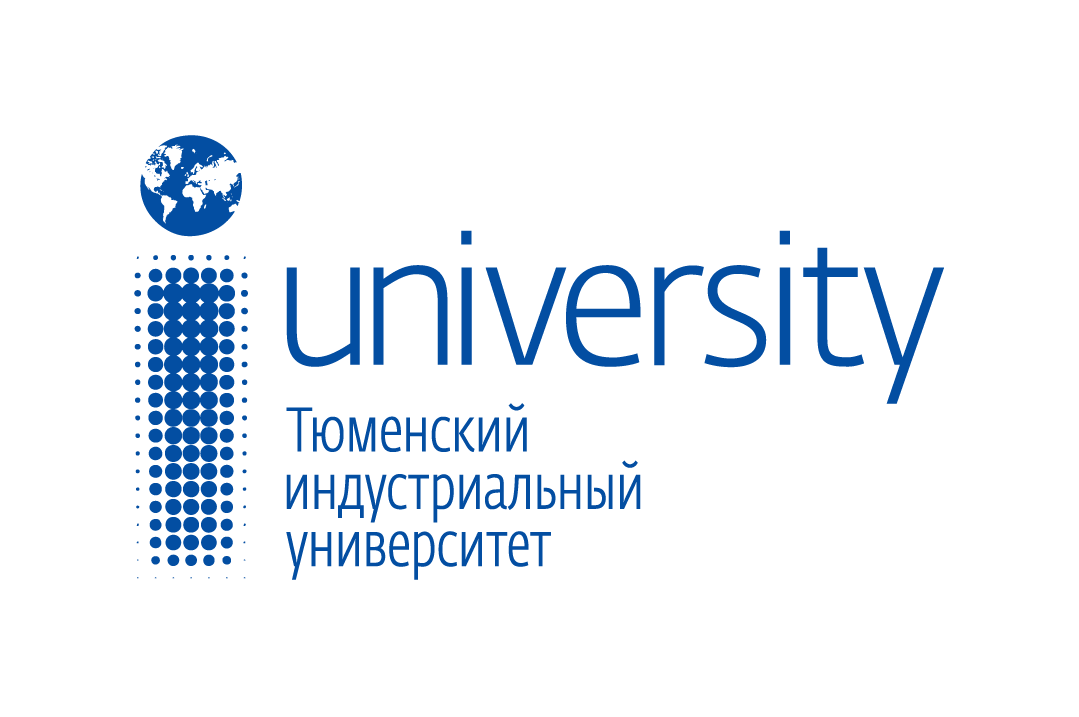 university
Тюменский
индустриальный
университет